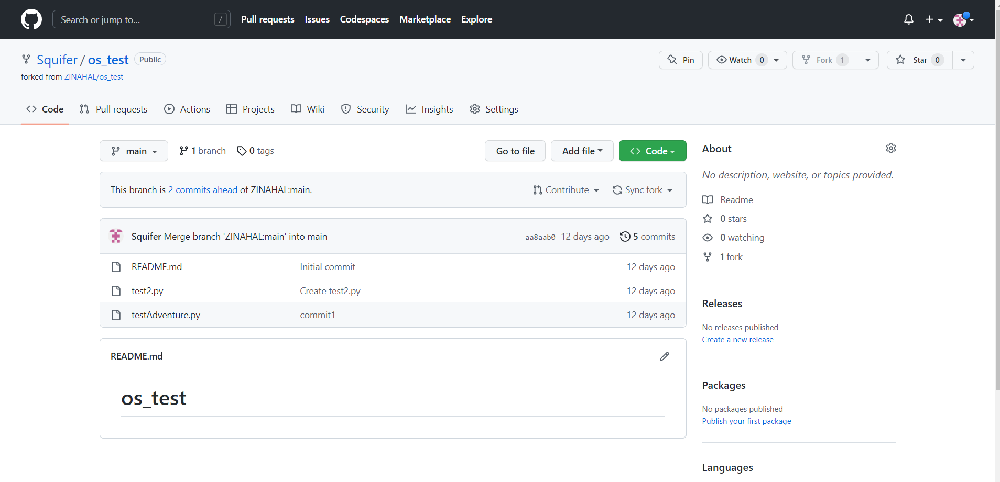 Search or jump to... /
Pull requests Issues Codespaces Marketplace Explore
Squifer / os_test Public
forked from ZINAHAL/os_test
Pin Watch 0 Fork 1 Star 0
Code Pull requests Actions Projects Wiki Security Insights Settings
main 1 branch 0 tags Go to file Add file Code
This branch is 2 commits ahead of ZINAHAL:main. Contribute Sync fork
Squifer Merge branch 'ZINAHAL:main' into main aa8aab0 12 days ago 5 commits
README.md Initial commit 12 days ago
test2.py Create test2.py 12 days ago
testAdventure.py commit1 12 days ago
README.md
os_test
About
No description, website, or topics provided.
Readme
0 stars
0 watching
1 fork
Releases
No releases published
Create a new release
Packages
No packages published
Publish your first package
Languages